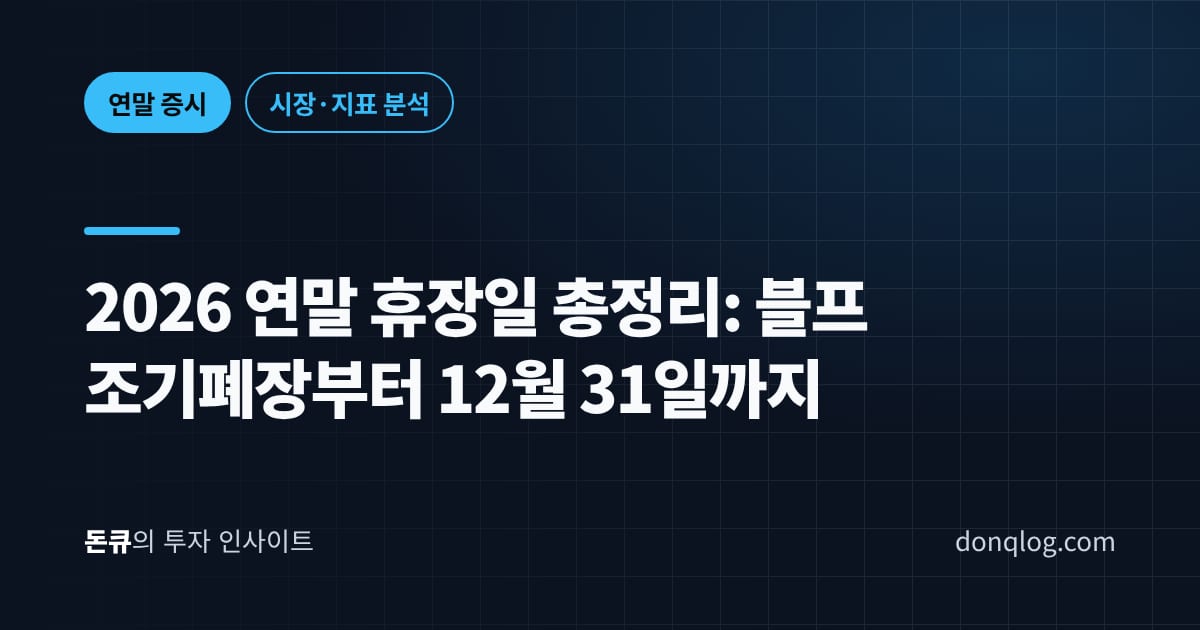 연말 증시
시장·지표 분석
2026 연말 휴장일 총정리: 블프
조기폐장부터 12월 31일까지
돈큐의 투자 인사이트
donqlog.com